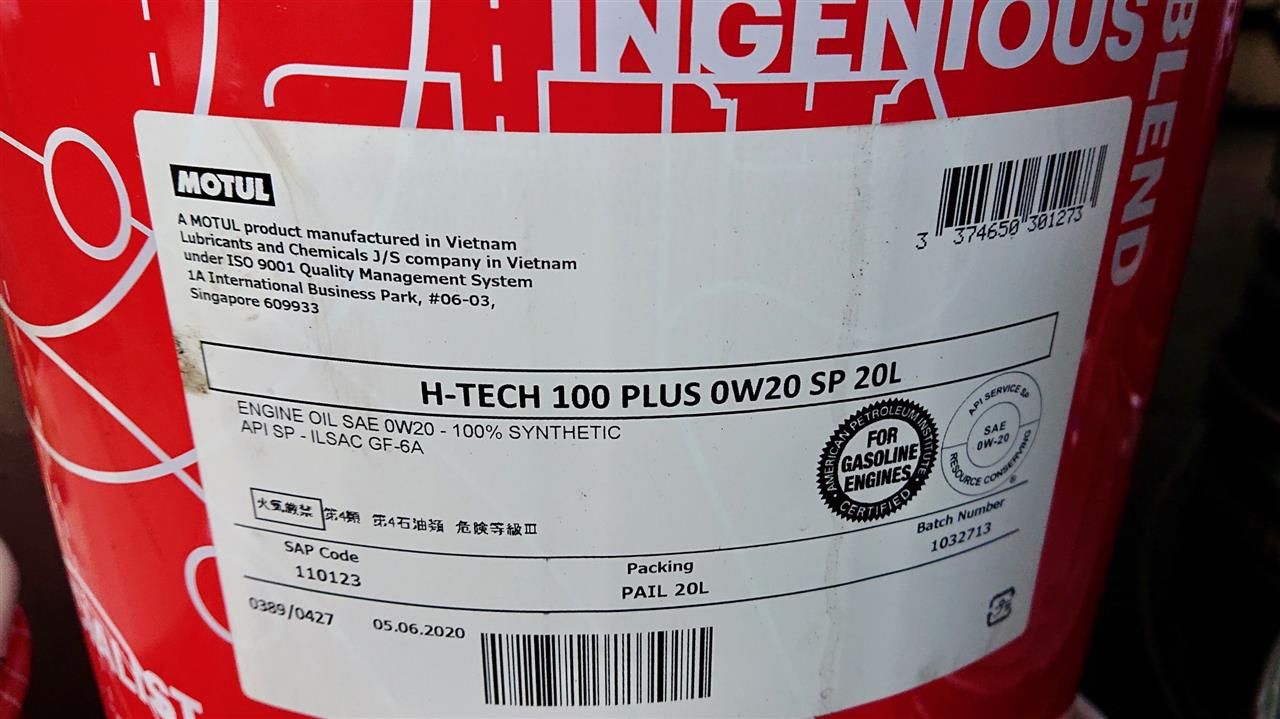 INGENIOUS
BLEND
MOTUL
A MOTUL product manufactured in Vietnam
Lubricants and Chemicals J/S company in Vietnam
under ISO 9001 Quality Management System
1A International Business Park, #06-03,
Singapore 609933
3 374650 301273
H-TECH 100 PLUS 0W20 SP 20L
ENGINE OIL SAE 0W20 - 100% SYNTHETIC
API SP - ILSAC GF-6A
AMERICAN PETROLEUM INSTITUTE
FOR
GASOLINE
ENGINES
CERTIFIED
API SERVICE SP
SAE
0W-20
RESOURCE CONSERVING
®
火気厳禁 第4類 第4石油類 危険等級III
SAP Code
110123
Packing
PAIL 20L
Batch Number
1032713
0389/0427
05.06.2020